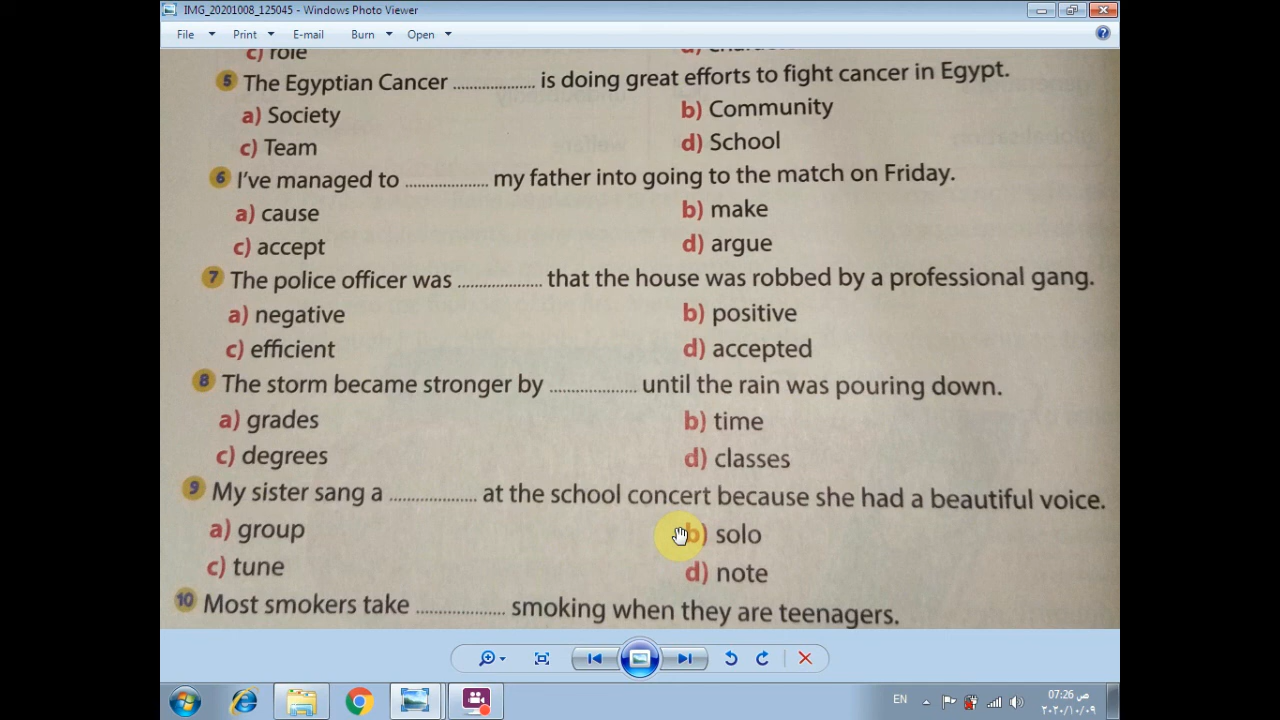 IMG_20201008_125045 - Windows Photo Viewer
File Print E-mail Burn Open
c) role
5 The Egyptian Cancer .................. is doing great efforts to fight cancer in Egypt.
a) Society b) Community
c) Team d) School
6 I've managed to .................. my father into going to the match on Friday.
a) cause b) make
c) accept d) argue
7 The police officer was .................. that the house was robbed by a professional gang.
a) negative b) positive
c) efficient d) accepted
8 The storm became stronger by .................. until the rain was pouring down.
a) grades b) time
c) degrees d) classes
9 My sister sang a .................. at the school concert because she had a beautiful voice.
a) group b) solo
c) tune d) note
10 Most smokers take .................. smoking when they are teenagers.
EN
07:26 ص
٢٠٢٠/١٠/٠٩